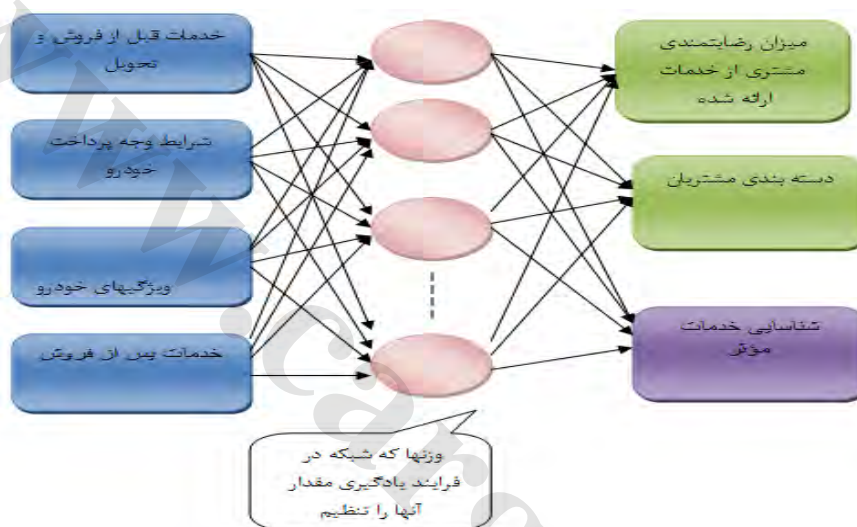 خدمات قبل از فروش و
تحویل
شرایط وجه پرداخت
خودرو
ویژگیهای خودرو
خدمات پس از فروش
میزان رضایتمندی
مشتری از خدمات
ارائه شده
دسته بندی مشتریان
شناسایی خدمات
مؤثر
وزنها که شبکه در
فرایند یادگیری مقدار
آنها را تنظیم